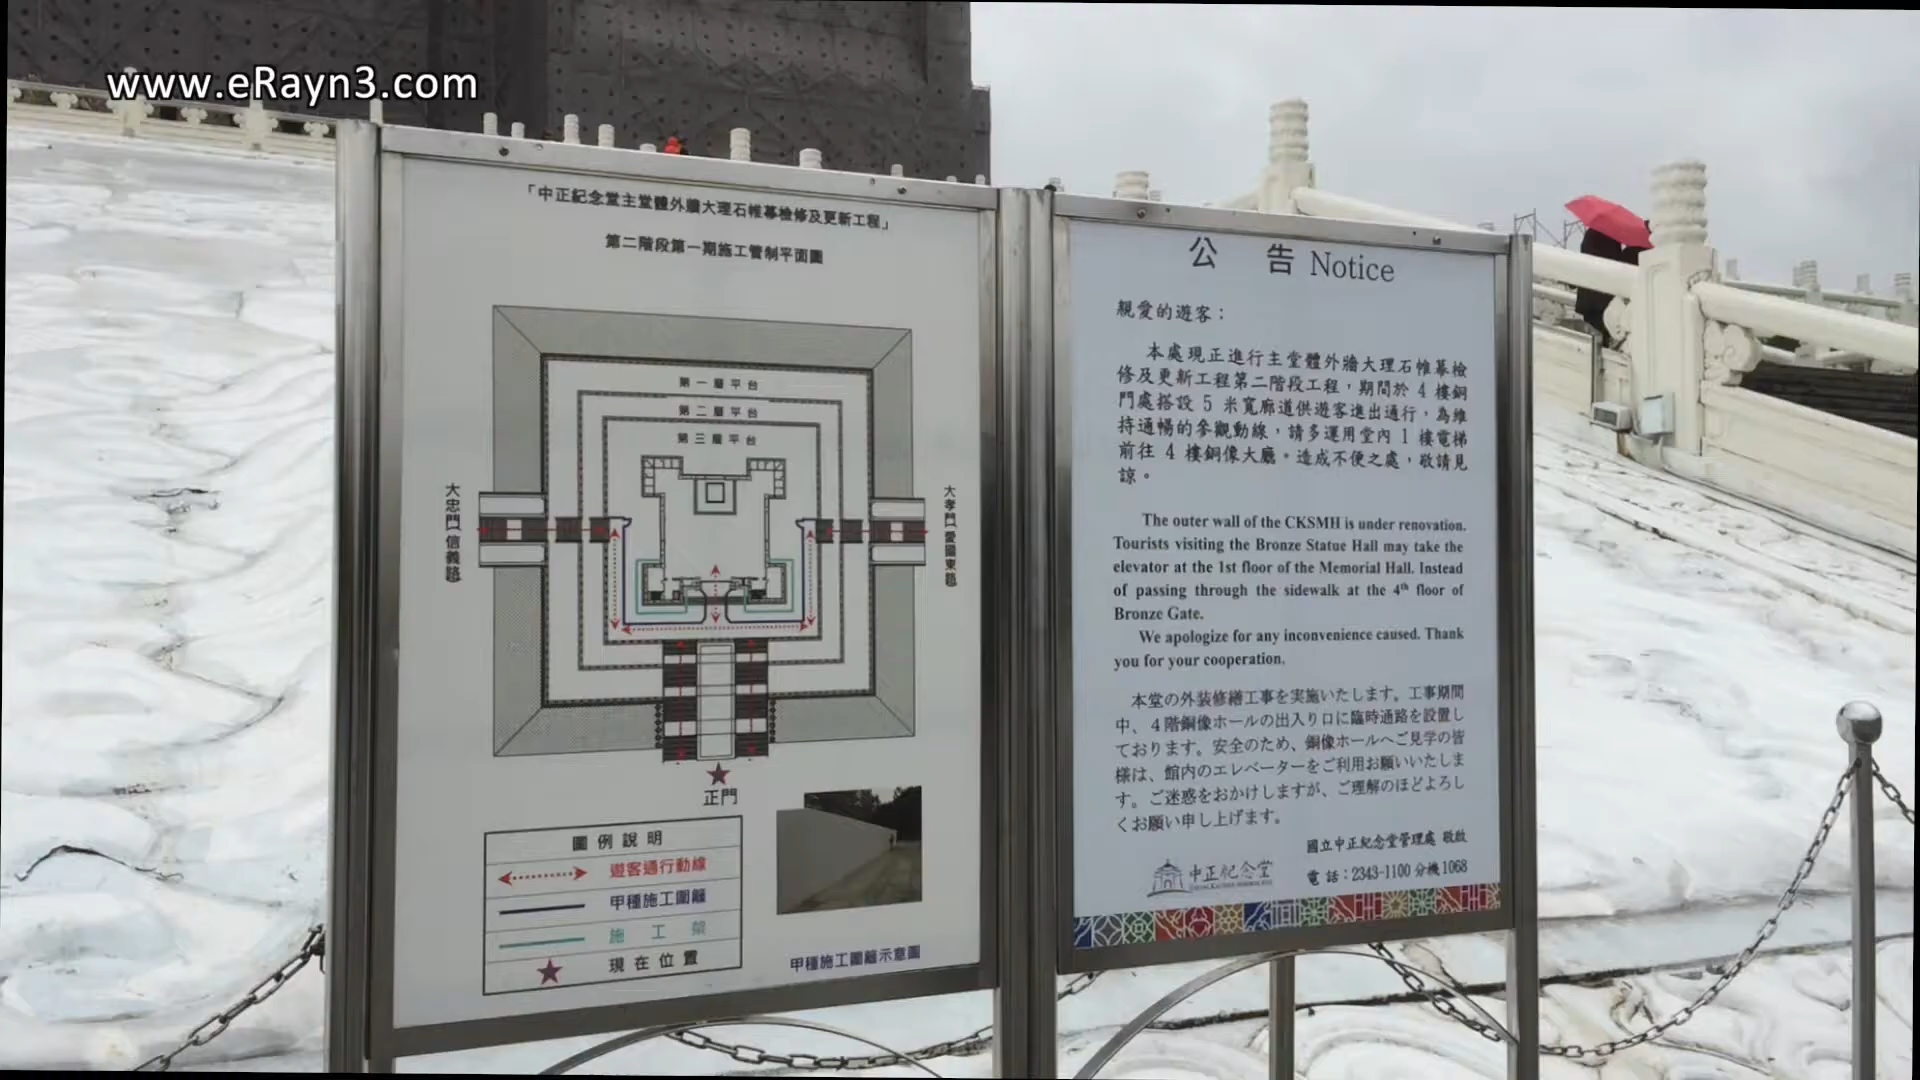 www.eRayn3.com
「中正紀念堂主堂體外牆大理石帷幕檢修及更新工程」
第二階段第一期施工管制平面圖
第一層平台
第二層平台
第三層平台
大忠門(信義路)
大孝門(愛國東路)
正門
圖例說明
遊客通行動線
甲種施工圍籬
施工架
現在位置
甲種施工圍籬示意圖
公告 Notice
親愛的遊客：
本處現正進行主堂體外牆大理石帷幕檢
修及更新工程第二階段工程，期間於 4 樓銅
門處搭設 5 米寬廊道供遊客進出通行，為維
持通暢的參觀動線，請多運用堂內 1 樓電梯
前往 4 樓銅像大廳。造成不便之處，敬請見
諒。
The outer wall of the CKSMH is under renovation.
Tourists visiting the Bronze Statue Hall may take the
elevator at the 1st floor of the Memorial Hall. Instead
of passing through the sidewalk at the 4th floor of
Bronze Gate.
We apologize for any inconvenience caused. Thank
you for your cooperation.
本堂の外装修繕工事を実施いたします。工事期間
中、４階銅像ホールの出入り口に臨時通路を設置し
ております。安全のため、銅像ホールへご見学の皆
様は、館内のエレベーターをご利用お願いいたしま
す。ご迷惑をおかけしますが、ご理解のほどよろし
くお願い申し上げます。
國立中正紀念堂管理處 敬啟
電話：2343-1100 分機1068
中正紀念堂